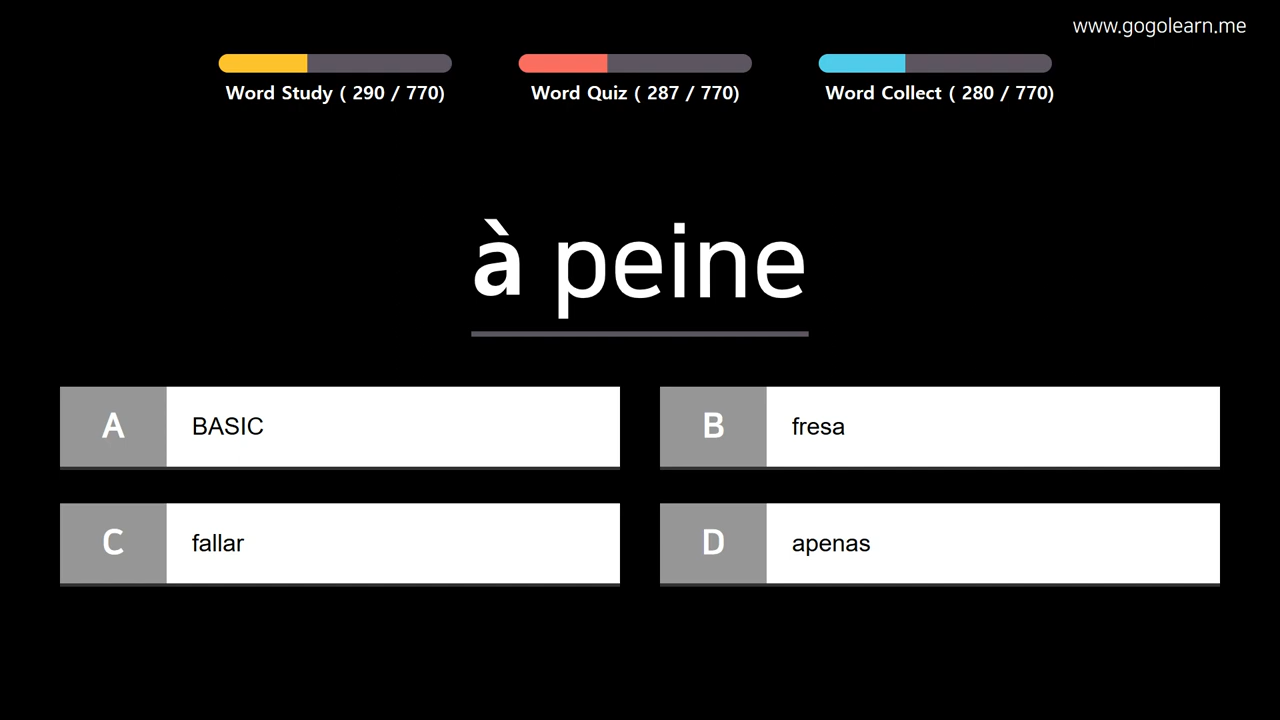 www.gogolearn.me
Word Study ( 290 / 770)
Word Quiz ( 287 / 770)
Word Collect ( 280 / 770)
à peine
A BASIC
B fresa
C fallar
D apenas